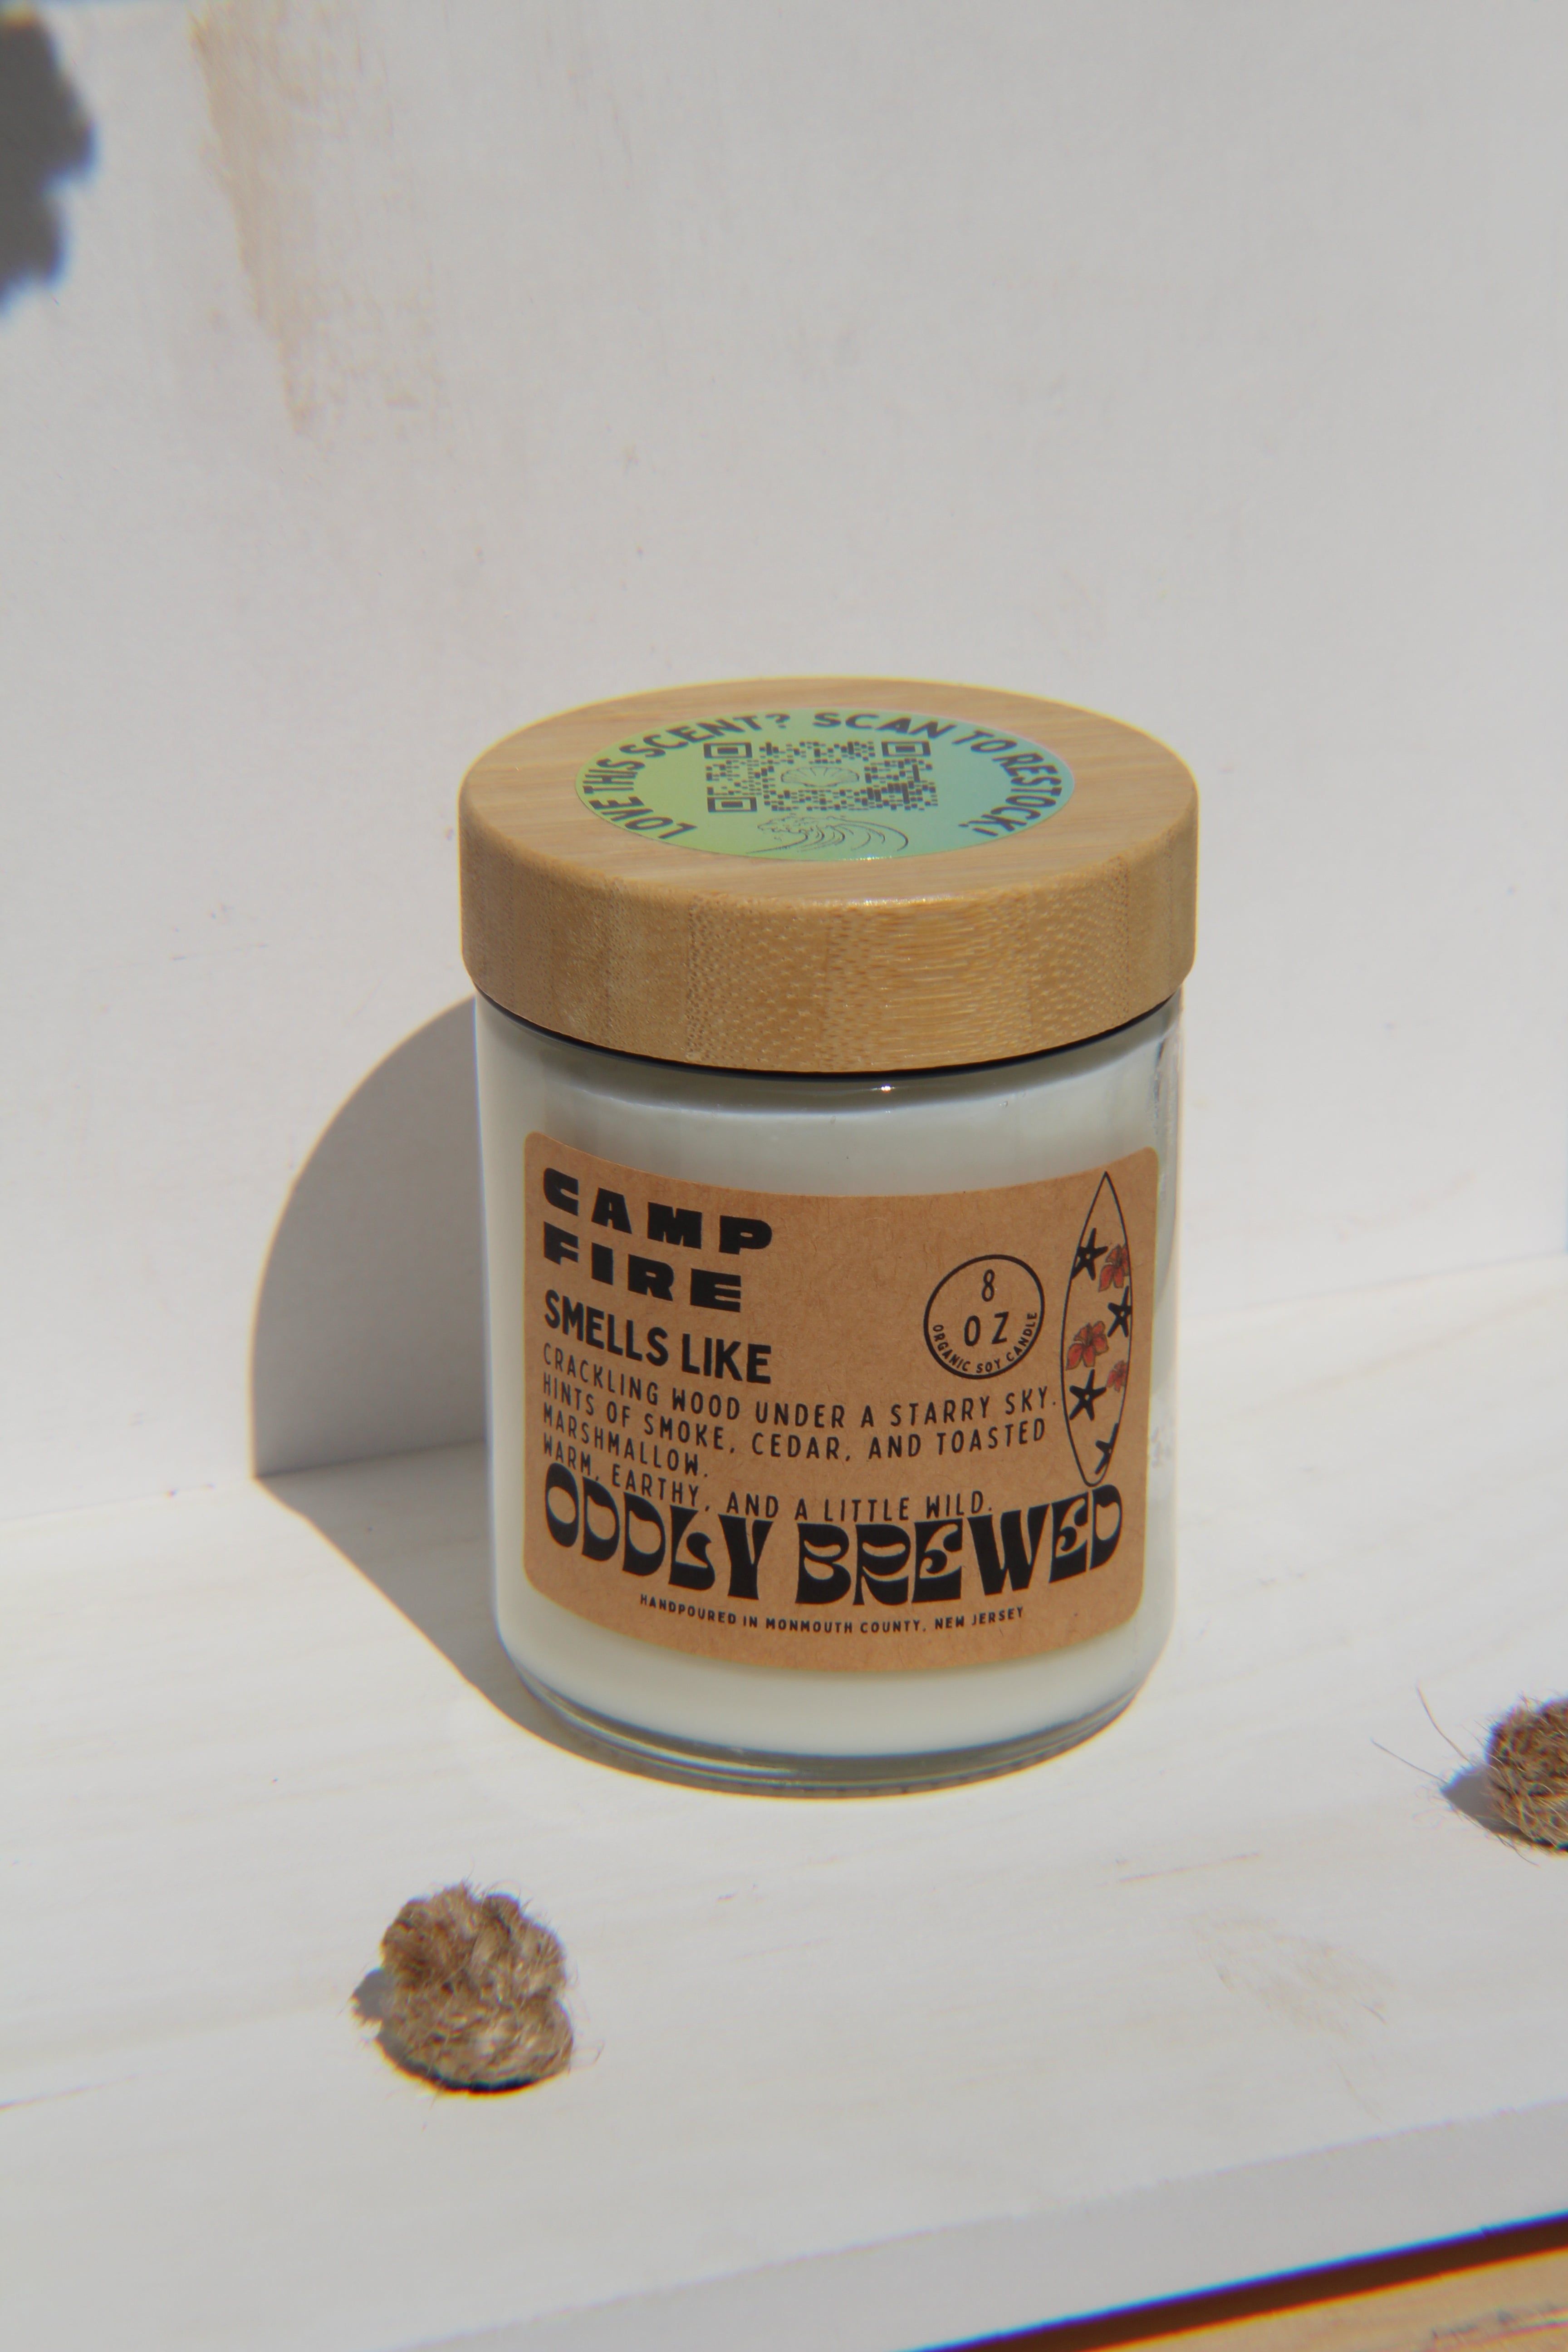 LOVE THIS SCENT? SCAN TO RESTOCK!
CAMP
FIRE
SMELLS LIKE
8
OZ
ORGANIC SOY CANDLE
CRACKLING WOOD UNDER A STARRY SKY.
HINTS OF SMOKE, CEDAR, AND TOASTED
MARSHMALLOW.
WARM, EARTHY, AND A LITTLE WILD.
ODDLY BREWED
HANDPOURED IN MONMOUTH COUNTY, NEW JERSEY